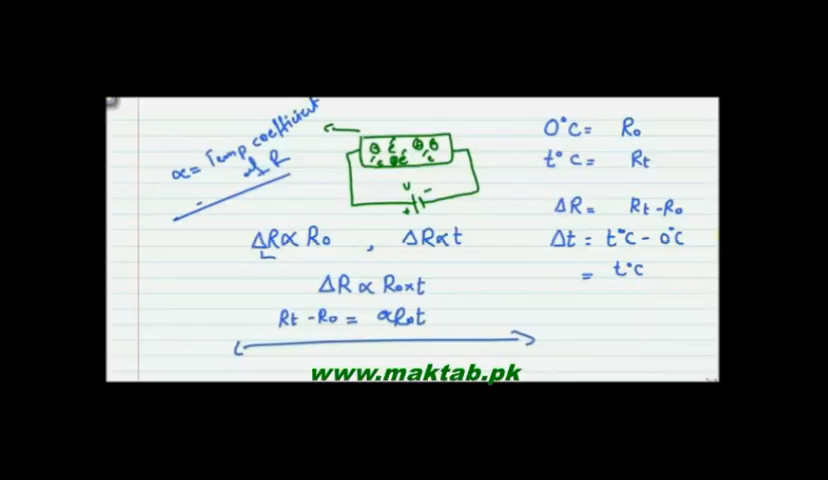 α = Temp coefficient
of R
0°C = R₀
t°C = Rt
V
+ -
ΔR = Rt - R₀
ΔR ∝ R₀ , ΔR ∝ t
Δt = t°C - 0°C
= t°C
ΔR ∝ R₀ × t
Rt - R₀ = αR₀t
www.maktab.pk